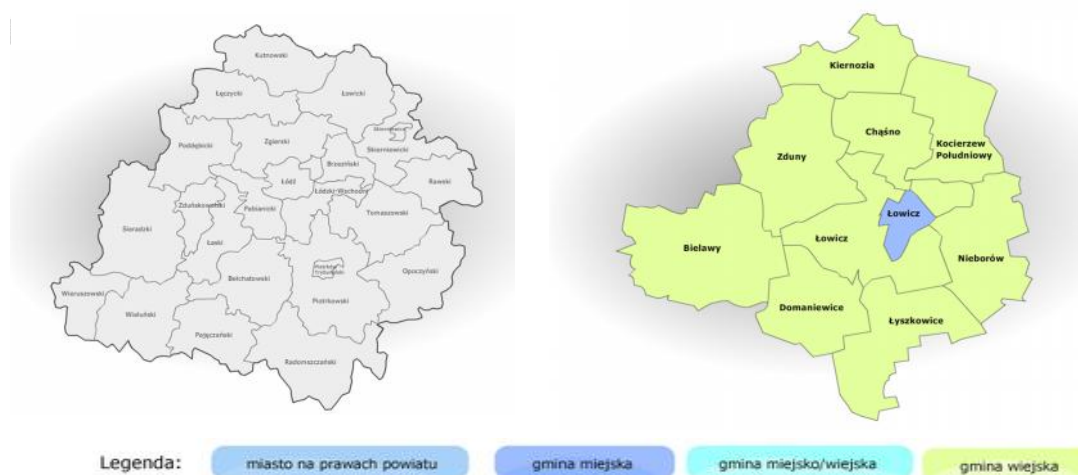 Kutnowski
Łęczycki
Łowicki
Skierniewice
Poddębicki
Zgierski
Skierniewicki
Brzeziński
Rawski
Łódź
Łódzki-Wschodni
Zduńskowolski
Pabianicki
Tomaszowski
Sieradzki
Łaski
Opoczyński
Bełchatowski
Piotrków
Trybunalski
Wieruszowski
Piotrkowski
Wieluński
Pajęczański
Radomszczański
Kiernozia
Chąśno
Kocierzew
Południowy
Zduny
Łowicz
Łowicz
Bielawy
Nieborów
Domaniewice
Łyszkowice
Legenda:
miasto na prawach powiatu
gmina miejska
gmina miejsko/wiejska
gmina wiejska